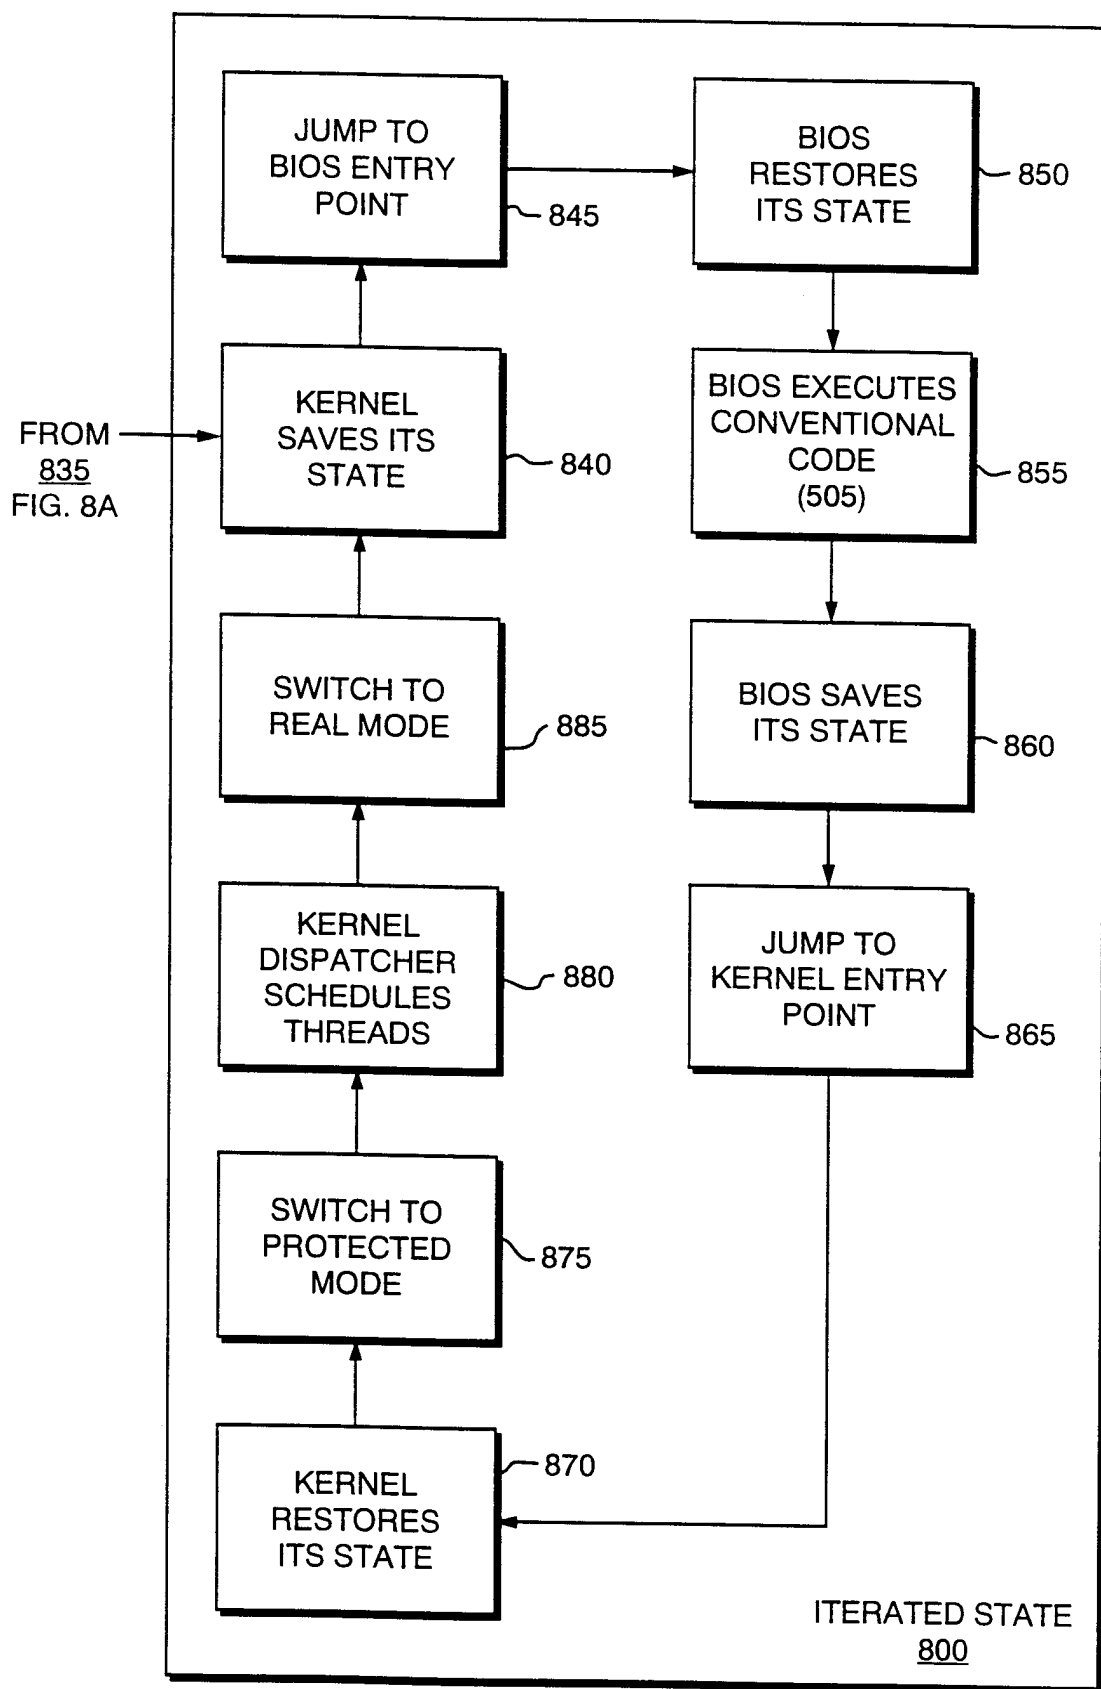 JUMP TO
BIOS ENTRY
POINT
845
BIOS
RESTORES
ITS STATE
850
FROM
835
FIG. 8A
KERNEL
SAVES ITS
STATE
840
BIOS EXECUTES
CONVENTIONAL
CODE
(505)
855
SWITCH TO
REAL MODE
885
BIOS SAVES
ITS STATE
860
KERNEL
DISPATCHER
SCHEDULES
THREADS
880
JUMP TO
KERNEL ENTRY
POINT
865
SWITCH TO
PROTECTED
MODE
875
KERNEL
RESTORES
ITS STATE
870
ITERATED STATE
800